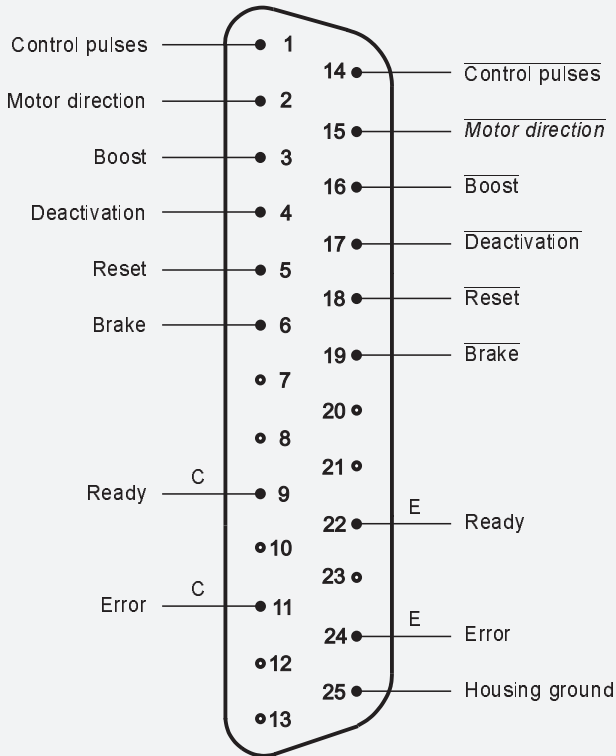 Control pulses 1
14 Control pulses
Motor direction 2
15 Motor direction
Boost 3
16 Boost
Deactivation 4
17 Deactivation
Reset 5
18 Reset
Brake 6
19 Brake
7
20
8
21
C
Ready 9
E
22 Ready
10
23
C
Error 11
E
24 Error
12
25 Housing ground
13